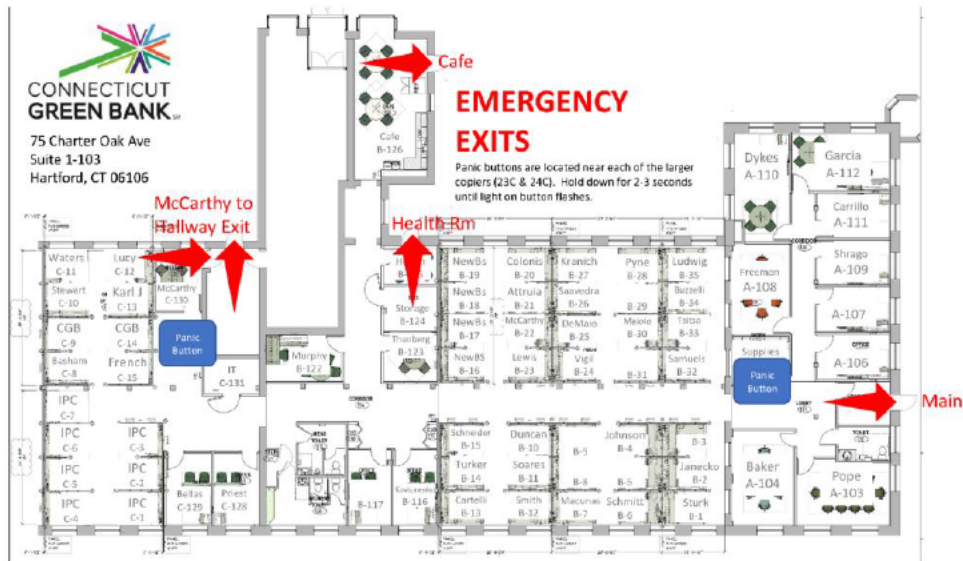 CONNECTICUT
GREEN BANK
75 Charter Oak Ave
Suite 1-103
Hartford, CT 06106
EMERGENCY
EXITS
Panic buttons are located near each of the larger
copiers (23C & 24C). Hold down for 2-3 seconds
until light on button flashes.
Cafe
McCarthy to
Hallway Exit
Health Rm
Main
Cafe
B-126
Dykes
A-110
Garcia
A-112
Carrillo
A-111
Shrago
A-109
Freeman
A-108
A-107
A-106
Supplies
Panic
Button
Baker
A-104
Pope
A-103
Waters
C-11
Lucy
C-12
Stewert
C-10
Karl J
C-13
McCarthy
C-130
CGB
C-9
CGB
C-14
Basham
C-8
French
C-15
Panic
Button
IT
C-131
Murphy
B-122
Storage
B-124
Thunberg
B-123
IPC
C-7
IPC
C-6
IPC
C-3
IPC
C-5
IPC
C-2
IPC
C-4
IPC
C-1
Bellas
C-129
Priest
C-128
B-117
B-116
NewBs
B-19
Colonis
B-20
Kranich
B-27
Pyne
B-28
Ludwig
B-35
NewBs
B-18
Attruia
B-21
Saavedra
B-26
B-29
Buzzelli
B-34
NewBs
B-17
McCarthy
B-22
DeMaio
B-25
Meiolo
B-30
Tsitso
B-33
NewBS
B-16
Lewis
B-23
Vigil
B-24
B-31
Samuels
B-32
Schneider
B-15
Duncan
B-10
B-9
Johnson
B-4
B-3
Turker
B-14
Soares
B-11
B-8
B-5
Janecko
B-2
Cartelli
B-13
Smith
B-12
Macunas
B-7
Schmitt
B-6
Sturk
B-1